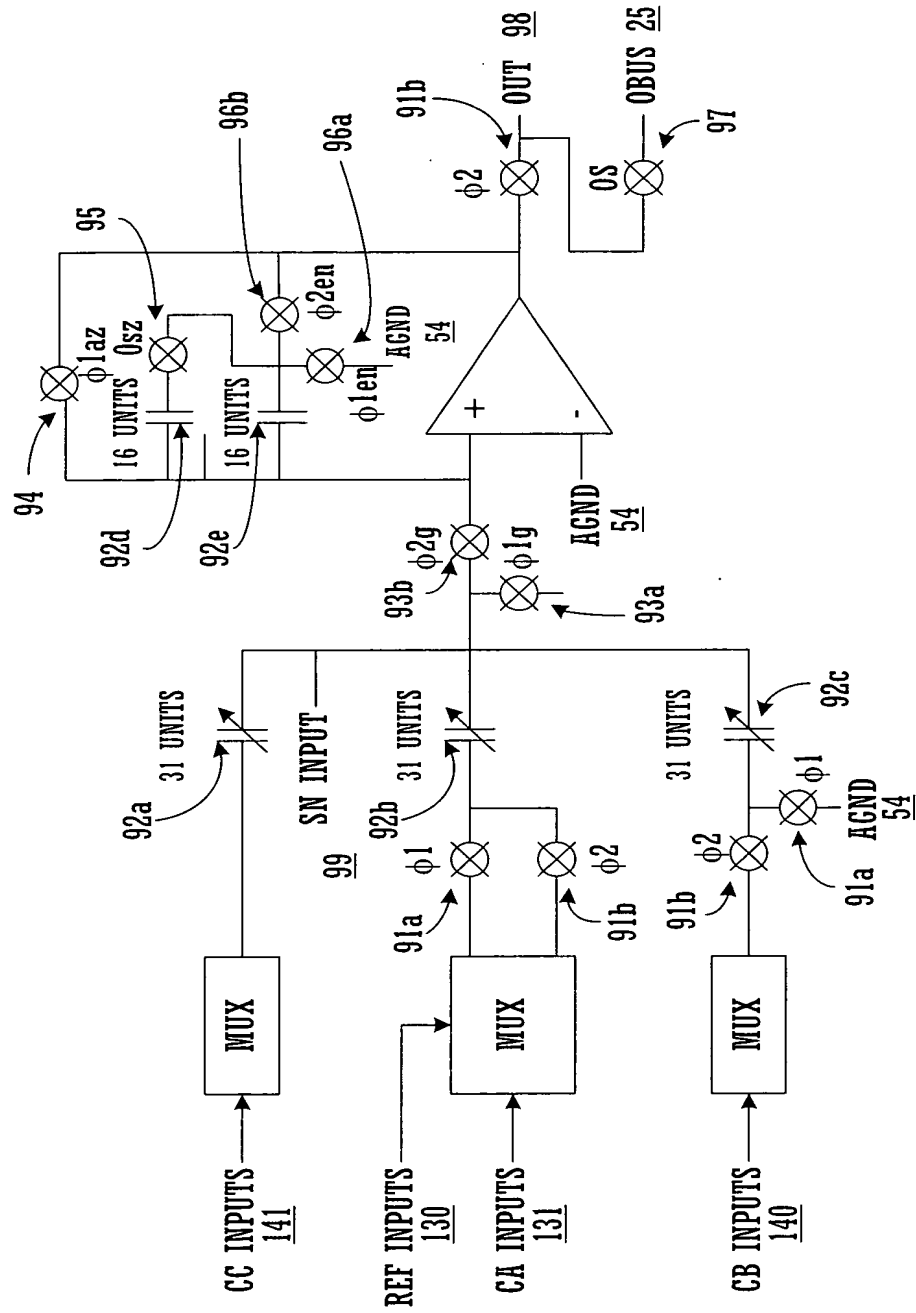 94
φ1az
95
96b
16 UNITS
Osz
96a
92d
16 UNITS
φ2en
92e
φ1en
AGND
54
φ2
91b
OUT 98
OS
OBUS 25
97
+
-
AGND
54
φ2g
93b
φ1g
93a
CC INPUTS
141
MUX
92a
31 UNITS
SN INPUT
REF INPUTS
130
CA INPUTS
131
MUX
99
φ1
91a
31 UNITS
92b
φ2
91b
CB INPUTS
140
MUX
φ2
91b
31 UNITS
92c
φ1
91a
AGND
54